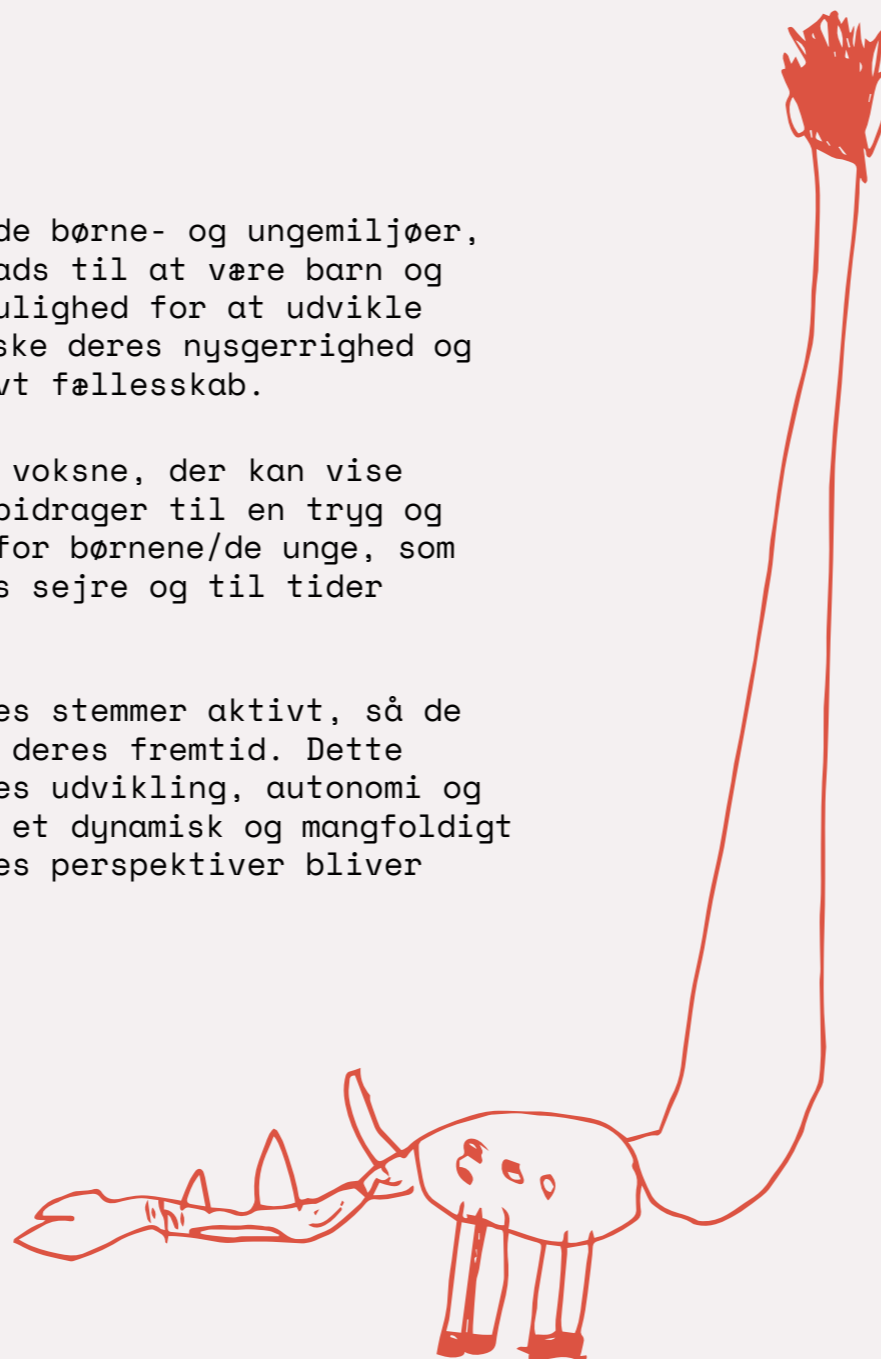 de børne- og ungemiljøer,
ads til at være barn og
ulighed for at udvikle
ske deres nysgerrighed og
vt fællesskab.
voksne, der kan vise
bidrager til en tryg og
for børnene/de unge, som
s sejre og til tider
es stemmer aktivt, så de
deres fremtid. Dette
es udvikling, autonomi og
et dynamisk og mangfoldigt
es perspektiver bliver